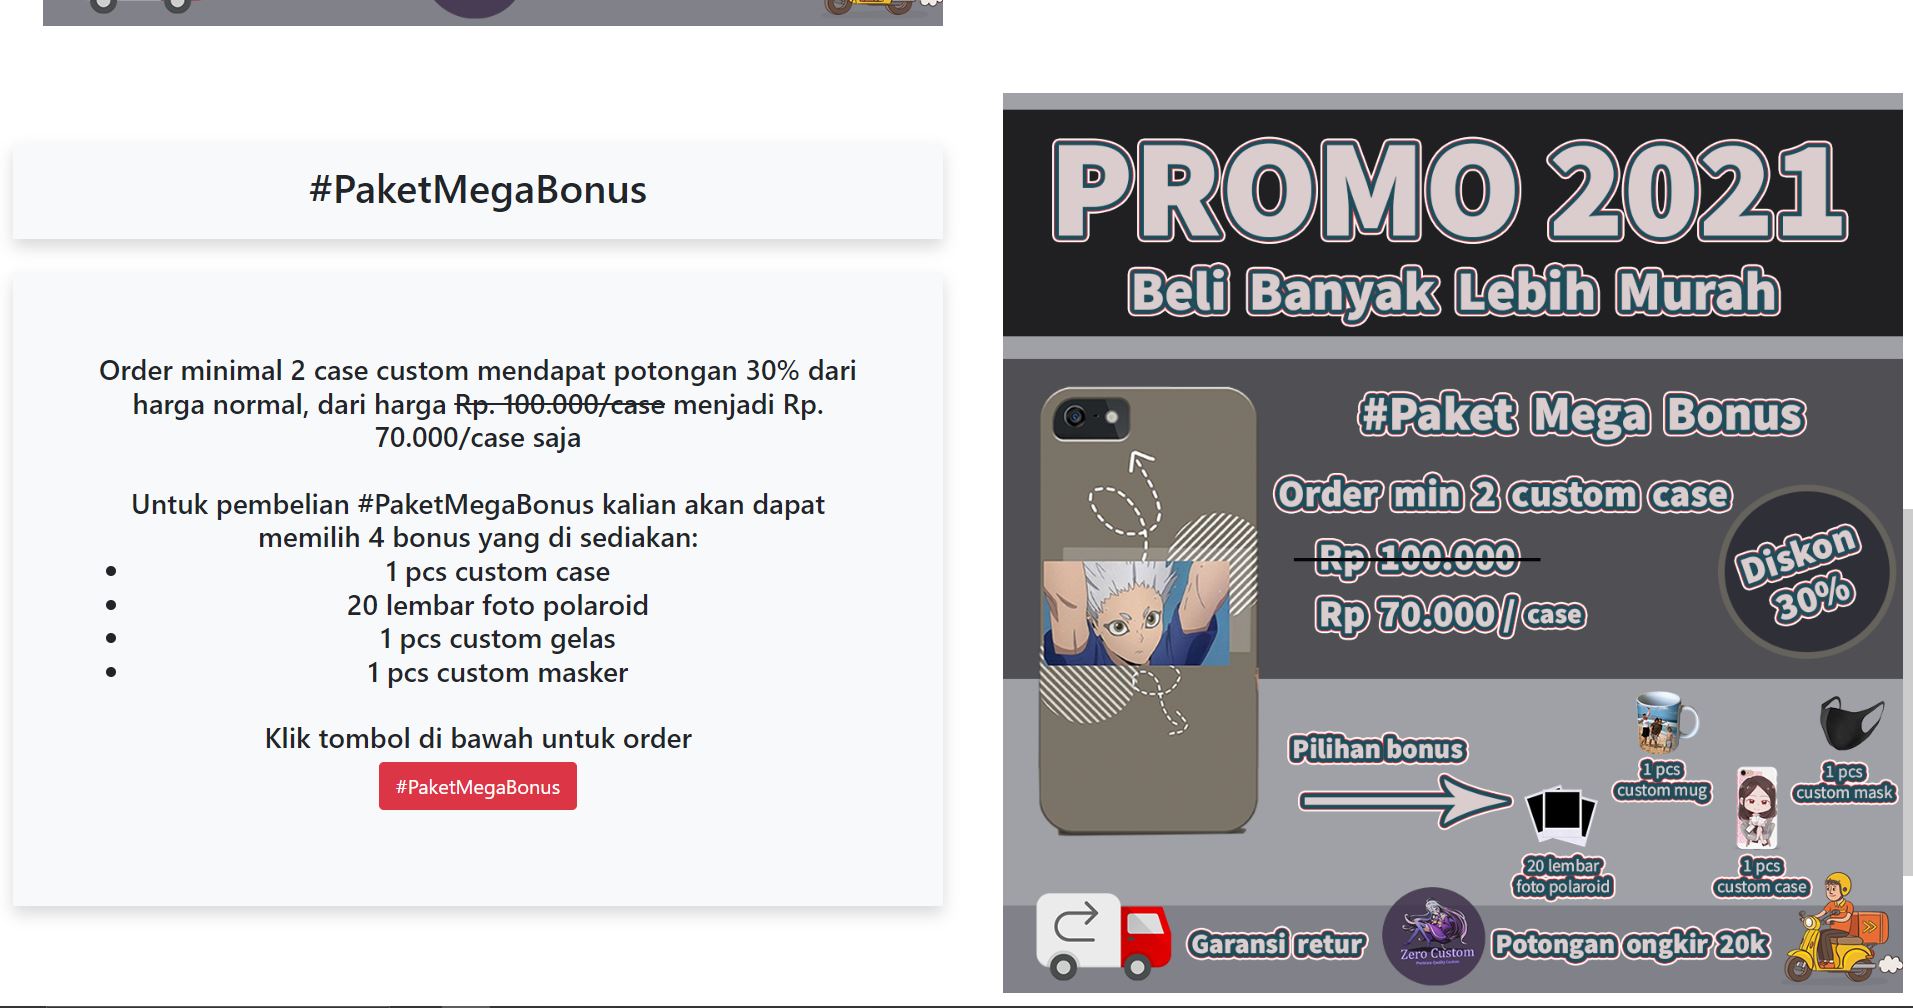 #PaketMegaBonus
Order minimal 2 case custom mendapat potongan 30% dari
harga normal, dari harga Rp. 100.000/case menjadi Rp.
70.000/case saja
Untuk pembelian #PaketMegaBonus kalian akan dapat
memilih 4 bonus yang di sediakan:
1 pcs custom case
20 lembar foto polaroid
1 pcs custom gelas
1 pcs custom masker
Klik tombol di bawah untuk order
#PaketMegaBonus
PROMO 2021
Beli Banyak Lebih Murah
#Paket Mega Bonus
Order min 2 custom case
Rp 100.000
Rp 70.000/ case
Diskon
30%
Pilihan bonus
1 pcs
custom mug
1 pcs
custom mask
20 lembar
foto polaroid
1 pcs
custom case
Garansi retur
Zero Custom
Potongan ongkir 20k